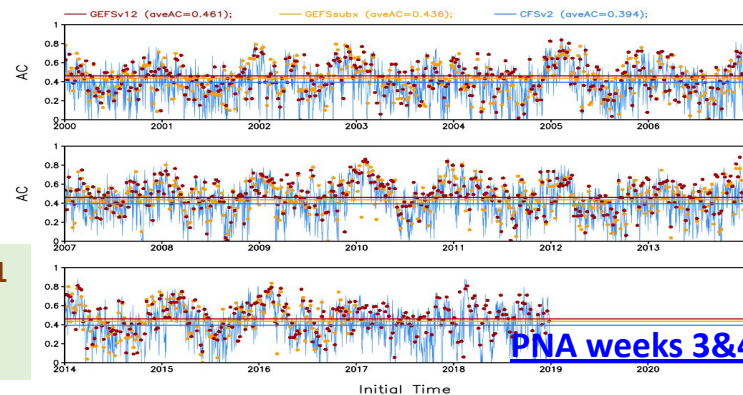 GEFSv12 (aveAC=0.461); GEFSsubx (aveAC=0.436); CFSv2 (aveAC=0.394);
1
0.8
0.6
0.4
0.2
0
AC
2000 2001 2002 2003 2004 2005 2006
1
0.8
0.6
0.4
0.2
0
AC
2007 2008 2009 2010 2011 2012 2013
1
1
0.8
0.6
0.4
0.2
0
PNA weeks 3&4
2014 2015 2016 2017 2018 2019 2020
Initial Time